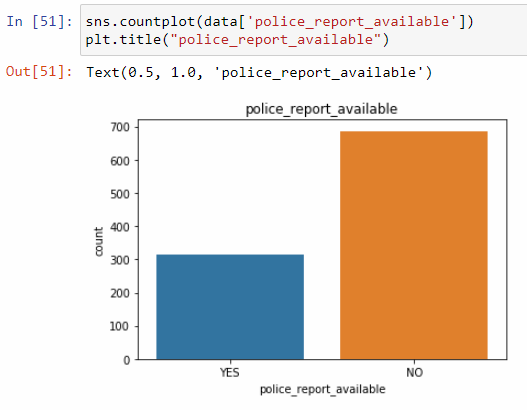 In [51]: sns.countplot(data['police_report_available'])
plt.title("police_report_available")
Out[51]: Text(0.5, 1.0, 'police_report_available')
police_report_available
700
600
500
400
300
200
100
0
count
YES NO
police_report_available